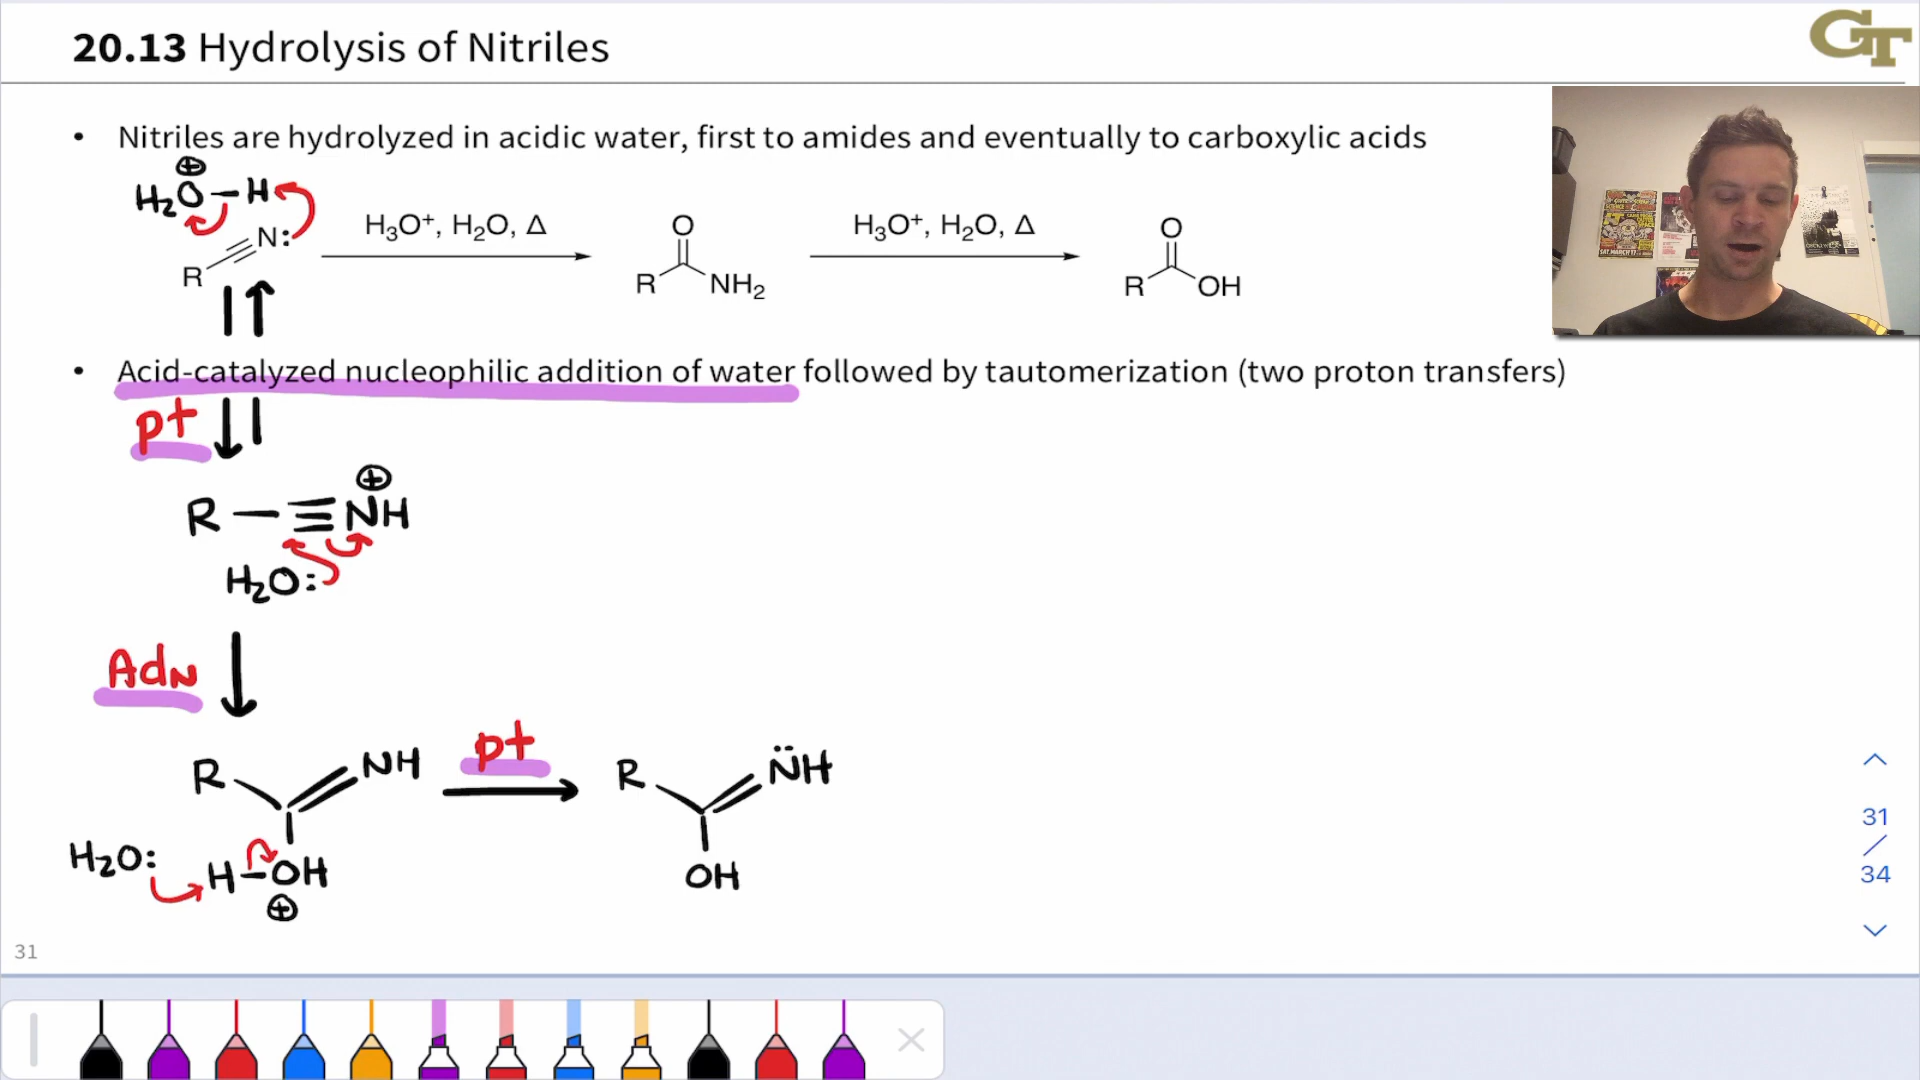 20.13 Hydrolysis of Nitriles
GT
• Nitriles are hydrolyzed in acidic water, first to amides and eventually to carboxylic acids
⊕
H₂O–H
R≡N:
H₃O⁺, H₂O, Δ
O
R NH₂
H₃O⁺, H₂O, Δ
O
R OH
• Acid-catalyzed nucleophilic addition of water followed by tautomerization (two proton transfers)
pt
⊕
R–≡NH
H₂O:
AdN
R NH
pt
R N̈H
H₂O:
H–OH
⊕
OH
31
/
34
31